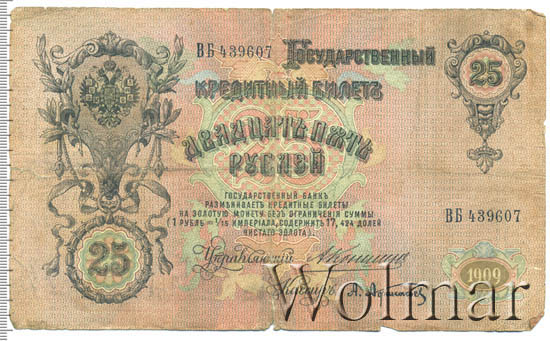 ВБ 439607
Государственный
25
Кредитный Билетъ
Двадцать пять
Рублей
ГОСУДАРСТВЕННЫЙ БАНКЪ
РАЗМѢНИВАЕТЪ КРЕДИТНЫЕ БИЛЕТЫ
НА ЗОЛОТУЮ МОНЕТУ БЕЗЪ ОГРАНИЧЕНІЯ СУММЫ
(1 РУБЛЬ = 1/15 ИМПЕРІАЛА, СОДЕРЖИТЪ 17,424 ДОЛЕЙ
ЧИСТАГО ЗОЛОТА).
ВБ 439607
25
Управляющій
Кассиръ
1909
Wolmar